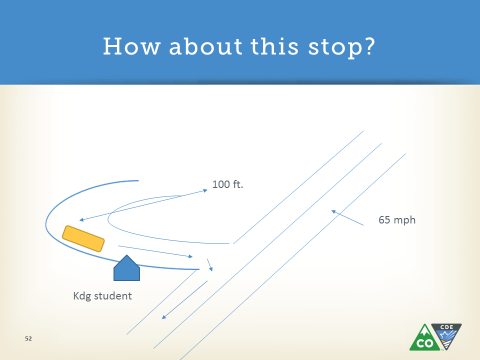 How about this stop?
100 ft.
65 mph
Kdg student
52
CO
CDE